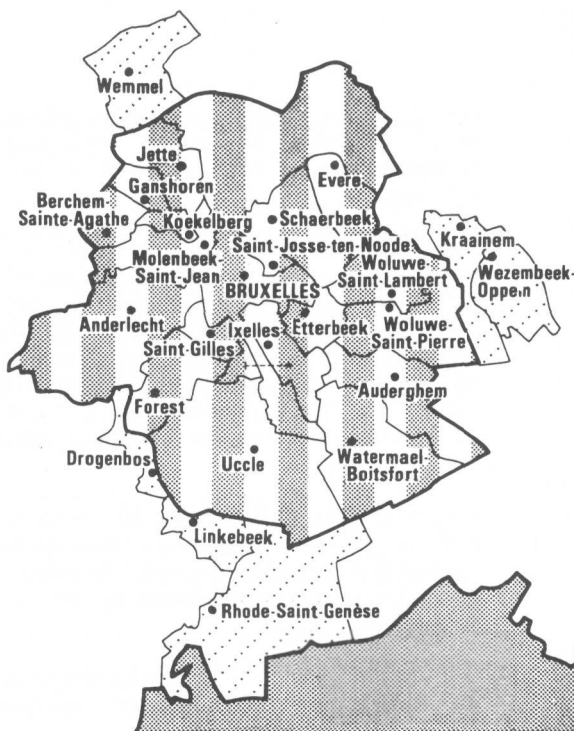 Wemmel
Jette
Ganshoren
Evere
Berchem-
Sainte-Agathe
Koekelberg
Schaerbeek
Molenbeek-
Saint-Jean
Saint-Josse-ten-Noode
Kraainem
Woluwe-
Saint-Lambert
Wezembeek-
Oppem
BRUXELLES
Anderlecht
Saint-Gilles
Ixelles
Etterbeek
Woluwe-
Saint-Pierre
Forest
Auderghem
Drogenbos
Uccle
Watermael-
Boitsfort
Linkebeek
Rhode-Saint-Genèse